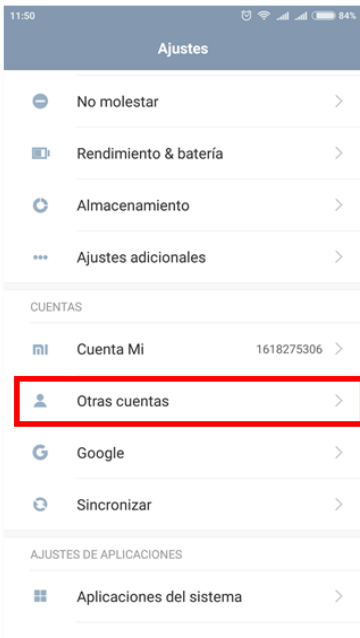 11:50
84%
Ajustes
No molestar
Rendimiento & batería
Almacenamiento
Ajustes adicionales
CUENTAS
Cuenta Mi 1618275306
Otras cuentas
Google
Sincronizar
AJUSTES DE APLICACIONES
Aplicaciones del sistema